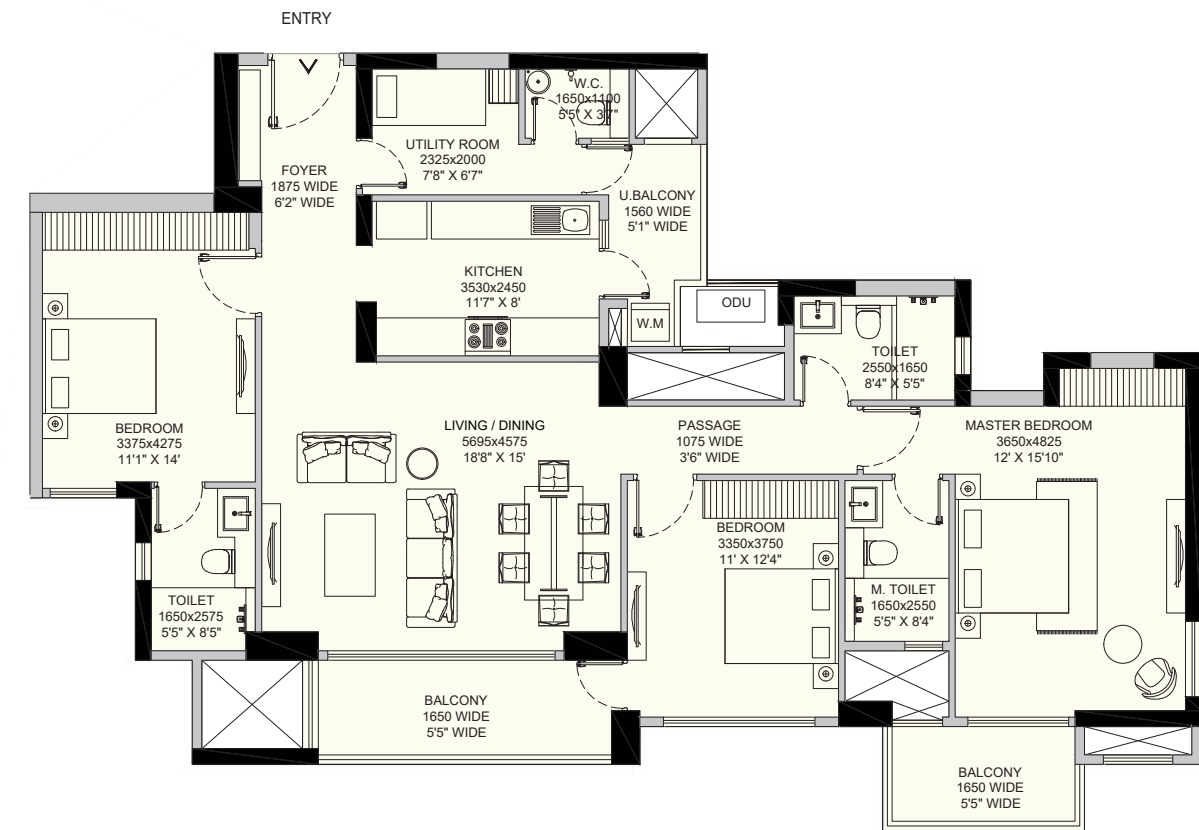 ENTRY
W.C.
1650x1100
5'5" X 3'7"
UTILITY ROOM
2325x2000
7'8" X 6'7"
FOYER
1875 WIDE
6'2" WIDE
U.BALCONY
1560 WIDE
5'1" WIDE
KITCHEN
3530x2450
11'7" X 8'
ODU
W.M
TOILET
2550x1650
8'4" X 5'5"
BEDROOM
3375x4275
11'1" X 14'
LIVING / DINING
5695x4575
18'8" X 15'
PASSAGE
1075 WIDE
3'6" WIDE
MASTER BEDROOM
3650x4825
12' X 15'10"
BEDROOM
3350x3750
11' X 12'4"
TOILET
1650x2575
5'5" X 8'5"
M. TOILET
1650x2550
5'5" X 8'4"
BALCONY
1650 WIDE
5'5" WIDE
BALCONY
1650 WIDE
5'5" WIDE